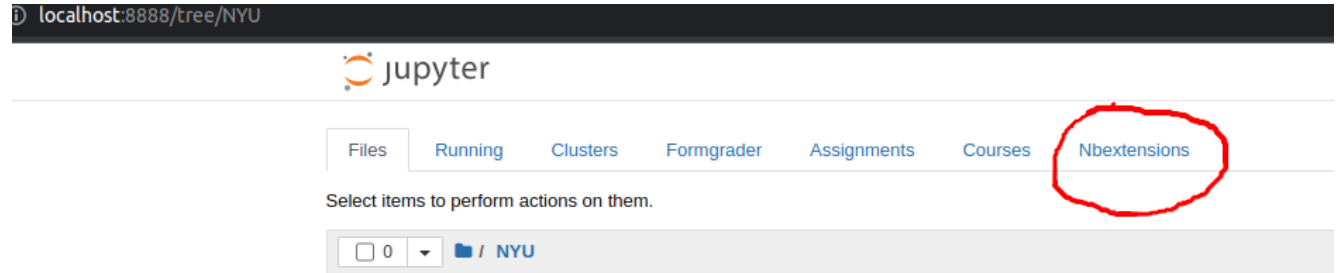 localhost:8888/tree/NYU
jupyter
Files Running Clusters Formgrader Assignments Courses Nbextensions
Select items to perform actions on them.
0 / NYU